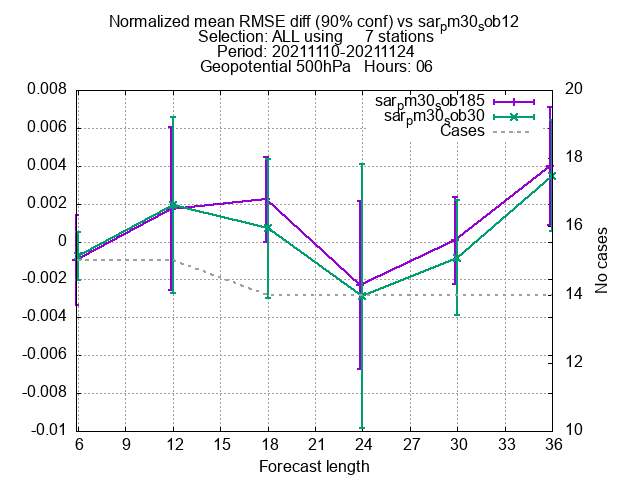 Normalized mean RMSE diff (90% conf) vs sarpm30sob12
Selection: ALL using 7 stations
Period: 20211110-20211124
Geopotential 500hPa Hours: 06
sarpm30sob185
sarpm30sob30
Cases
0.008
0.006
0.004
0.002
0
-0.002
-0.004
-0.006
-0.008
-0.01
20
18
16
14
12
10
No cases
6 9 12 15 18 21 24 27 30 33 36
Forecast length